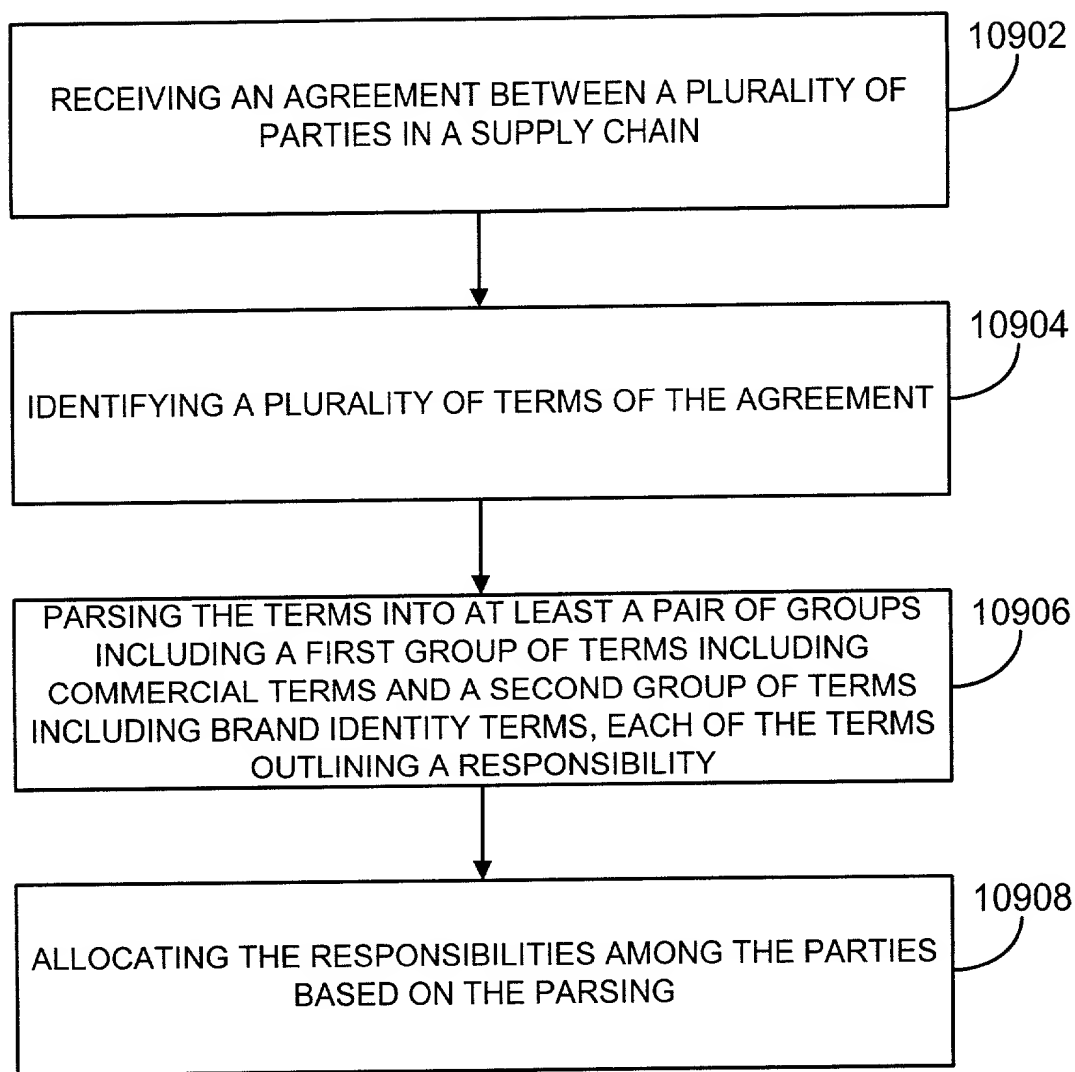 10902
RECEIVING AN AGREEMENT BETWEEN A PLURALITY OF
PARTIES IN A SUPPLY CHAIN
10904
IDENTIFYING A PLURALITY OF TERMS OF THE AGREEMENT
10906
PARSING THE TERMS INTO AT LEAST A PAIR OF GROUPS
INCLUDING A FIRST GROUP OF TERMS INCLUDING
COMMERCIAL TERMS AND A SECOND GROUP OF TERMS
INCLUDING BRAND IDENTITY TERMS, EACH OF THE TERMS
OUTLINING A RESPONSIBILITY
10908
ALLOCATING THE RESPONSIBILITIES AMONG THE PARTIES
BASED ON THE PARSING